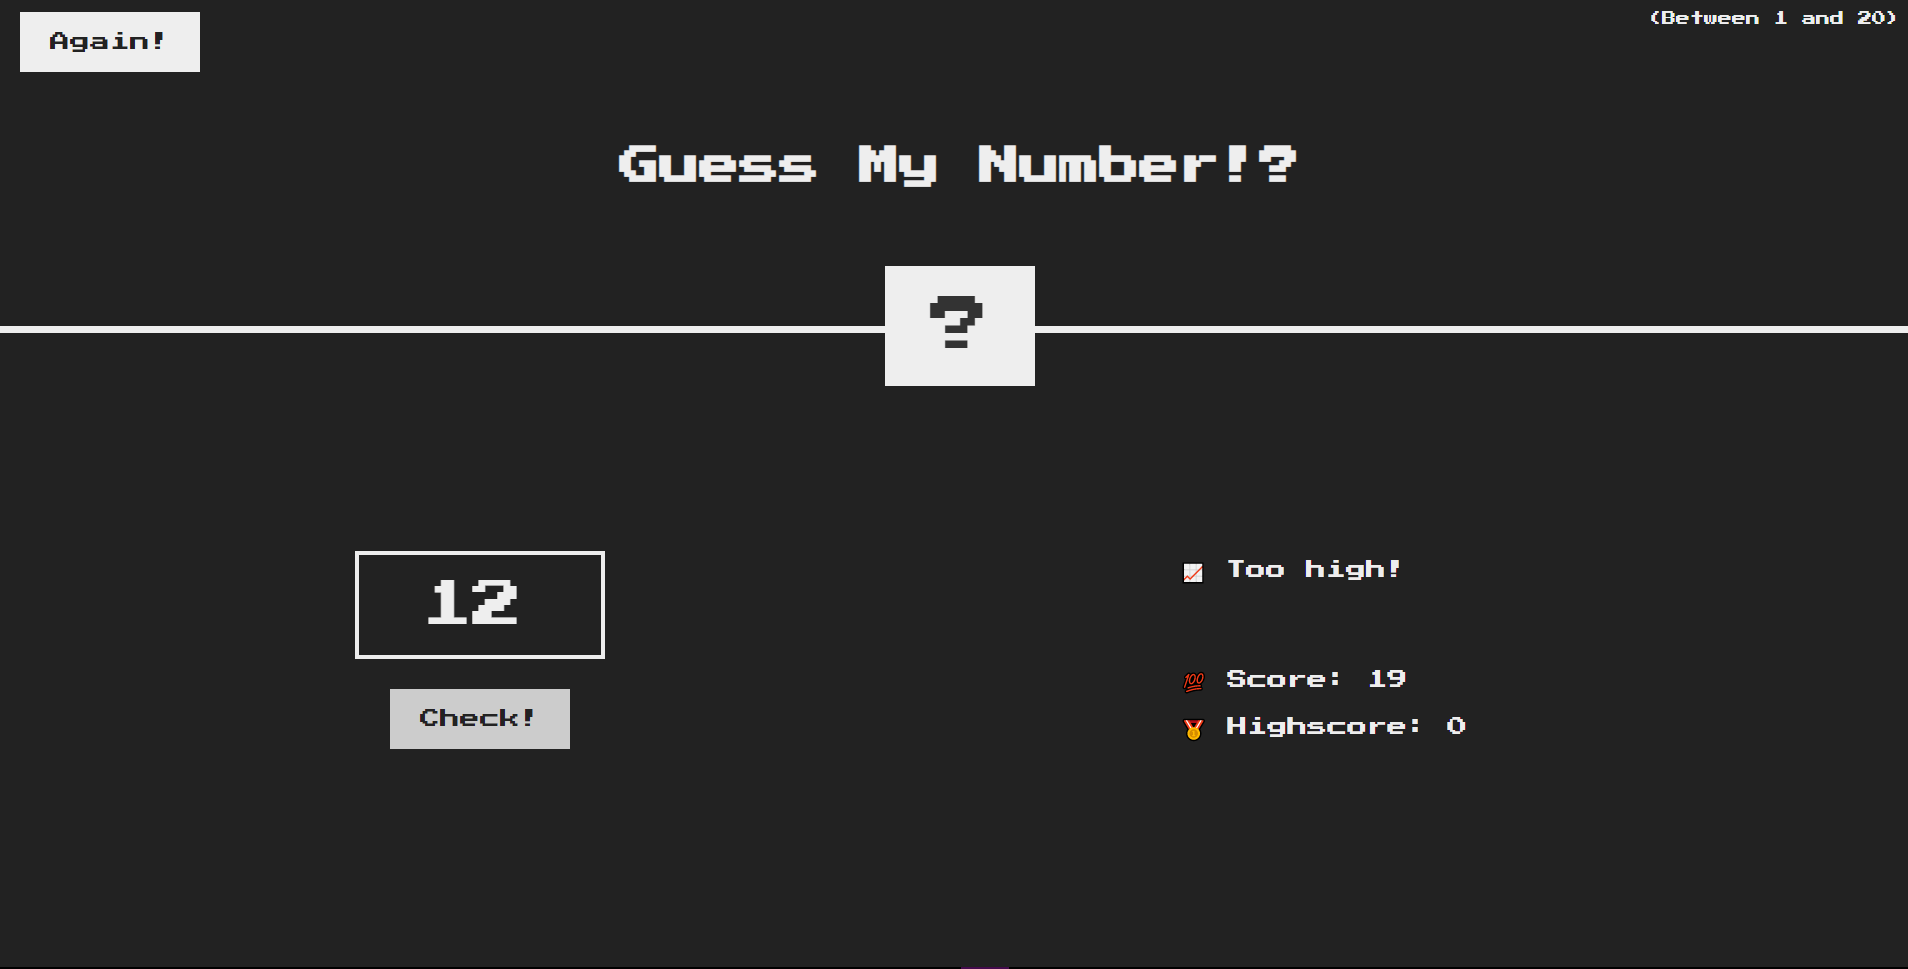 Again!
(Between 1 and 20)
Guess My Number!?
?
12
Check!
📈 Too high!
💯 Score: 19
🥇 Highscore: 0